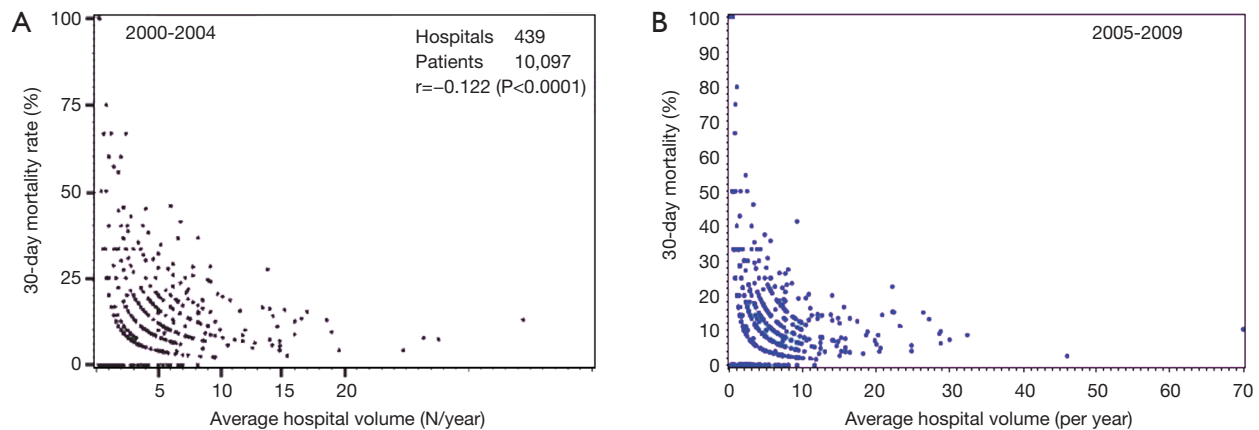 A
2000-2004
Hospitals 439
Patients 10,097
r=−0.122 (P<0.0001)
30-day mortality rate (%)
100
75
50
25
0
5 10 15 20
Average hospital volume (N/year)
B
2005-2009
30-day mortality (%)
100
90
80
70
60
50
40
30
20
10
0
0 10 20 30 40 50 60 70
Average hospital volume (per year)